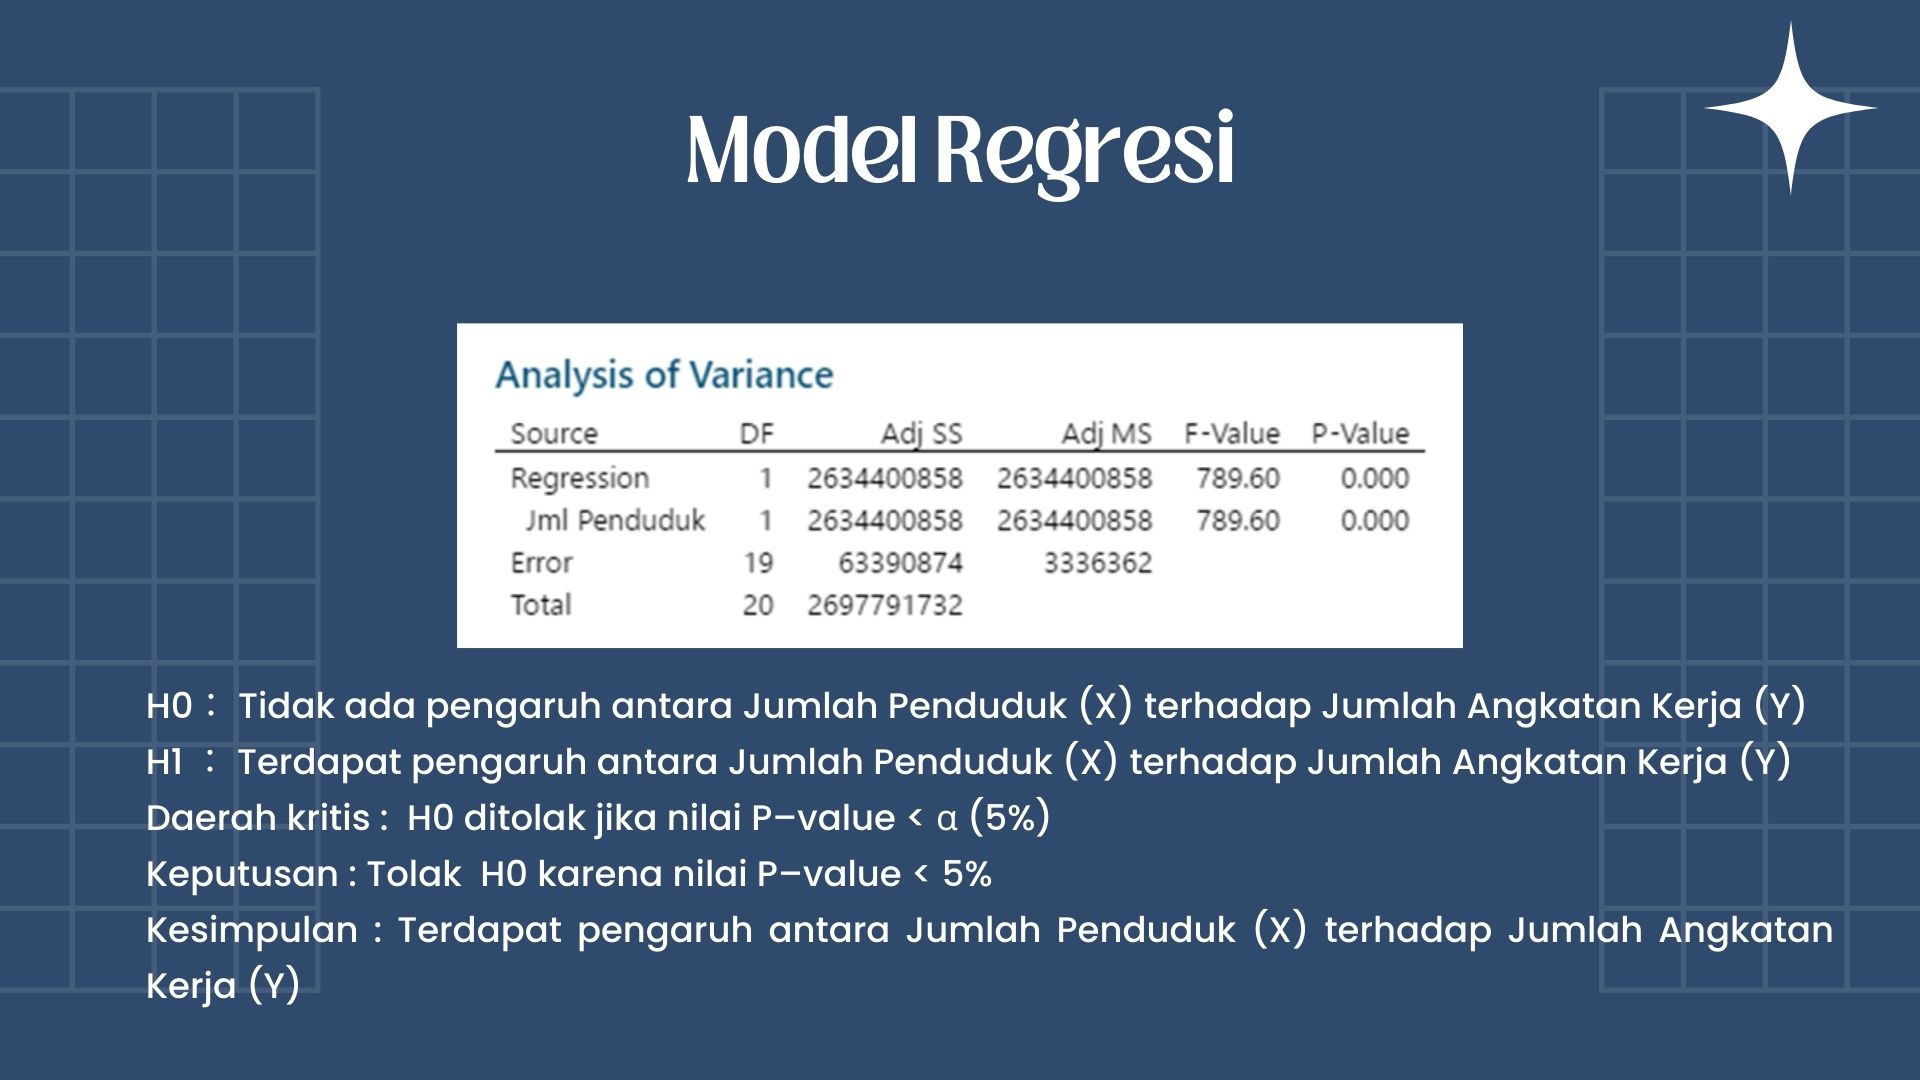 Model Regresi
Analysis of Variance
Source DF Adj SS Adj MS F-Value P-Value
Regression 1 2634400858 2634400858 789.60 0.000
Jml Penduduk 1 2634400858 2634400858 789.60 0.000
Error 19 63390874 3336362
Total 20 2697791732
H0 : Tidak ada pengaruh antara Jumlah Penduduk (X) terhadap Jumlah Angkatan Kerja (Y)
H1 : Terdapat pengaruh antara Jumlah Penduduk (X) terhadap Jumlah Angkatan Kerja (Y)
Daerah kritis : H0 ditolak jika nilai P–value < α (5%)
Keputusan : Tolak H0 karena nilai P–value < 5%
Kesimpulan : Terdapat pengaruh antara Jumlah Penduduk (X) terhadap Jumlah Angkatan
Kerja (Y)